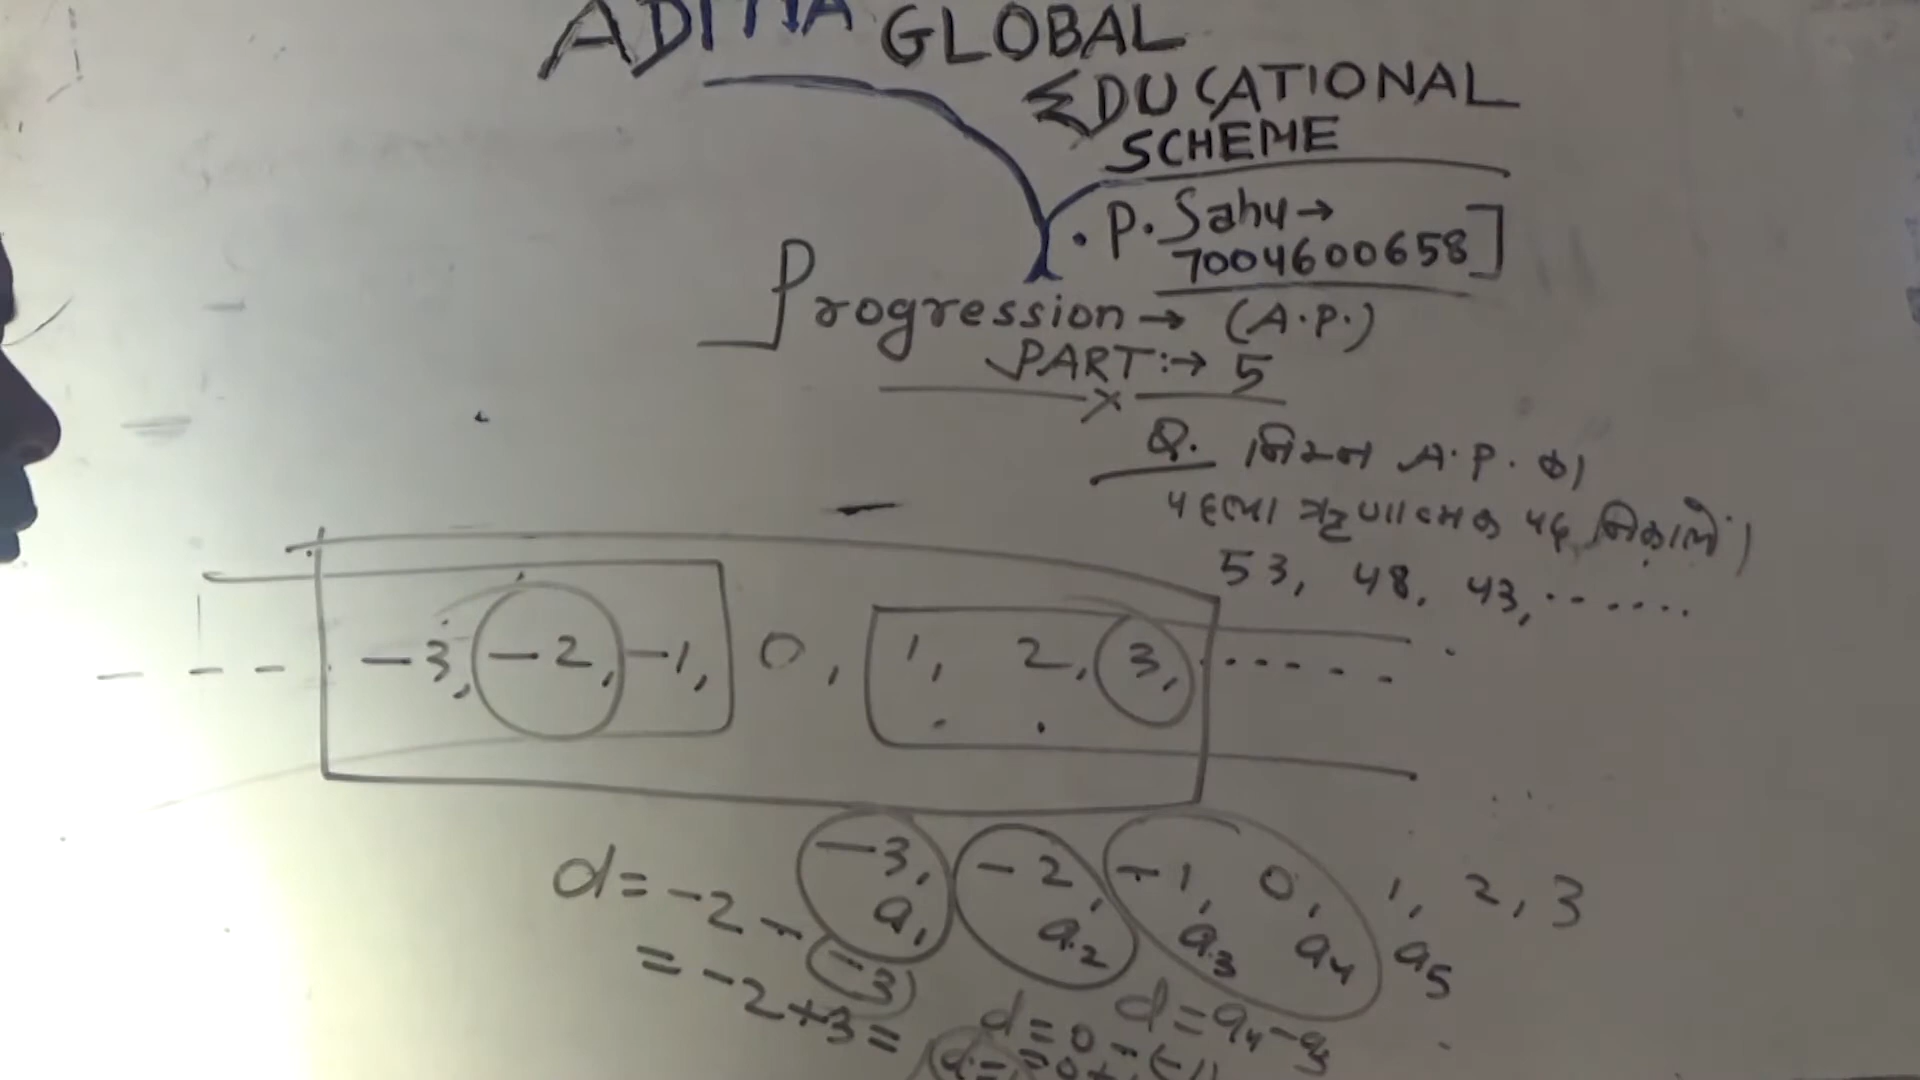 ADITYA GLOBAL
EDUCATIONAL
SCHEME
. P. Sahu →
7004600658]
Progression → (A.P.)
PART :→ 5
x
Q. निम्न A.P. का
पहला ऋणात्मक पद निकालें।
53, 48, 43, .......
- - - -3, -2, -1, 0, 1, 2, 3, ......
-3, -2, -1, 0, 1, 2, 3
a1 a2 a3 a4 a5
d = -2 - (-3)
= -2+3 =
d = a4 - a3
d = 0 - (-1)